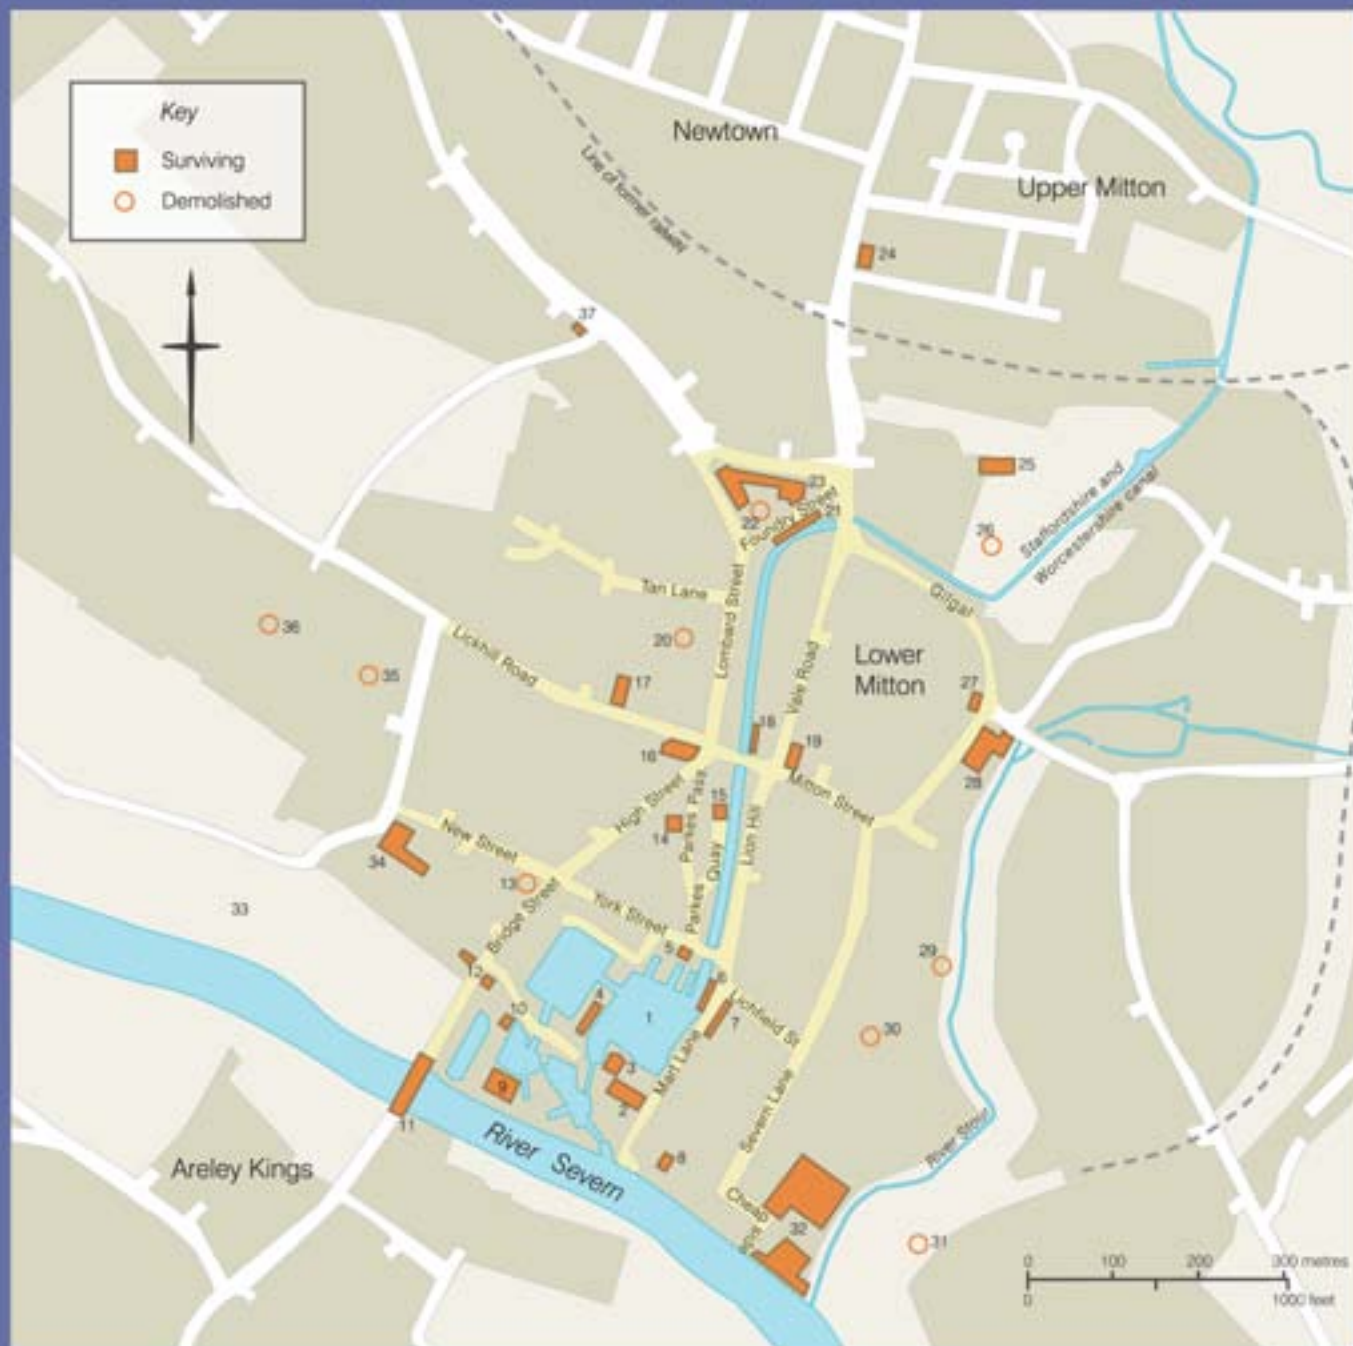 Key
Surviving
Demolished
Newtown
Upper Mitton
Line of former railway
24
37
25
23
22
Foundry Street
21
26
Staffordshire and
Worcestershire canal
Tan Lane
Lombard Street
Gilgal
36
20
Lickhill Road
Vale Road
Lower
Mitton
35
17
27
18
16
19
28
High Street
Parkes Pass
15
Mitton Street
14
Lion Hill
New Street
34
13
Parkes Quay
York Street
33
Bridge Street
5
29
12
6
Lichfield St
4
10
1
7
30
3
Mart Lane
9
2
11
Severn Lane
River Stour
River Severn
8
Areley Kings
Cheapside
32
31
0 100 200 300 metres
0 1000 feet